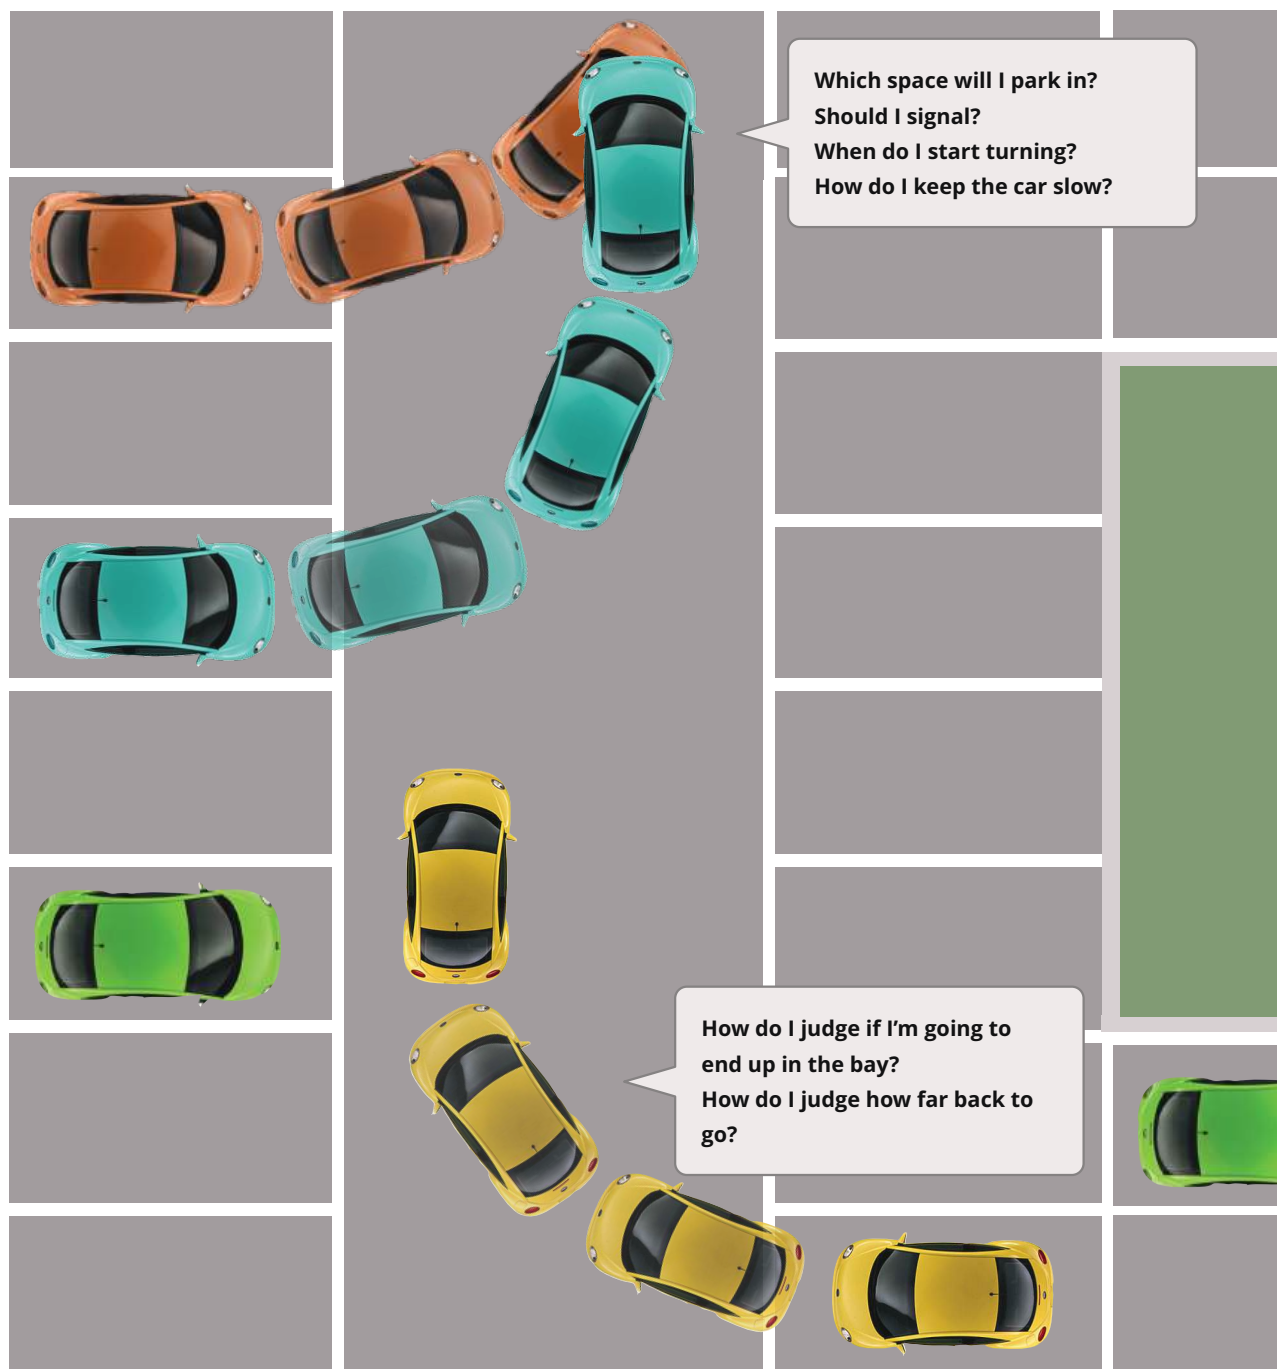 Which space will I park in?
Should I signal?
When do I start turning?
How do I keep the car slow?
How do I judge if I’m going to
end up in the bay?
How do I judge how far back to
go?